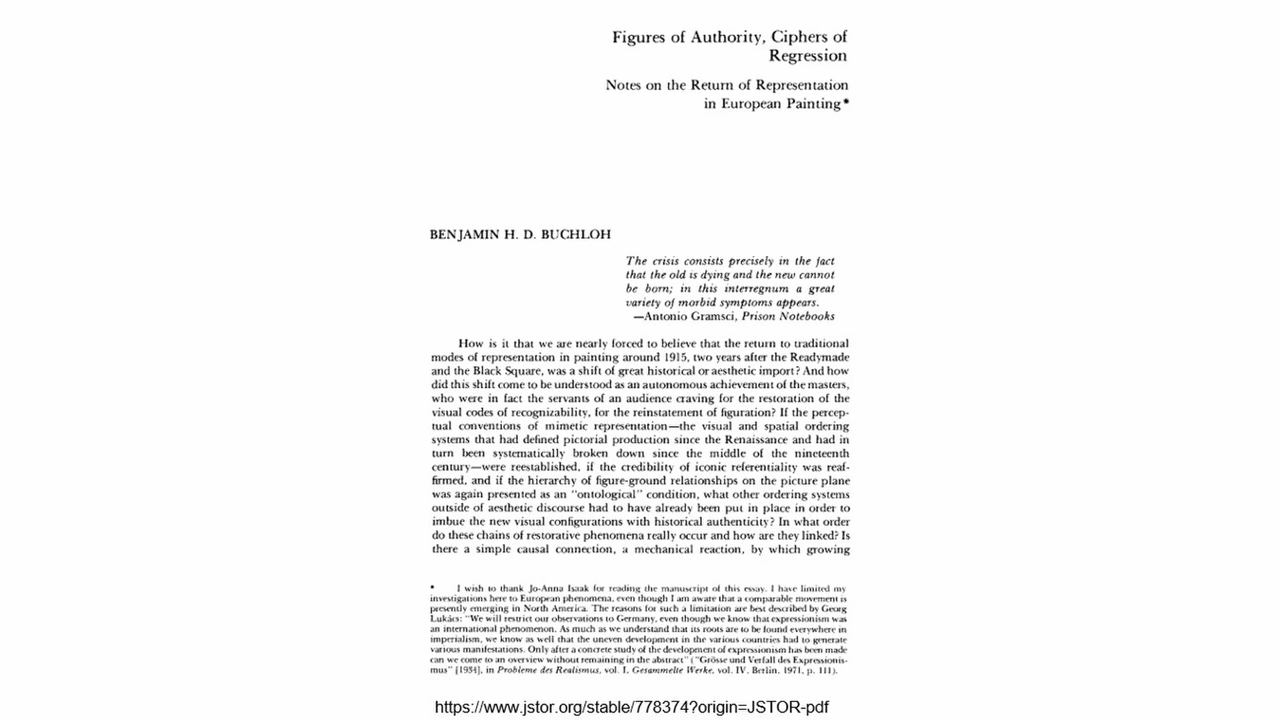 Figures of Authority, Ciphers of
Regression
Notes on the Return of Representation
in European Painting*
BENJAMIN H. D. BUCHLOH
The crisis consists precisely in the fact
that the old is dying and the new cannot
be born; in this interregnum a great
variety of morbid symptoms appears.
—Antonio Gramsci, Prison Notebooks
How is it that we are nearly forced to believe that the return to traditional
modes of representation in painting around 1915, two years after the Readymade
and the Black Square, was a shift of great historical or aesthetic import? And how
did this shift come to be understood as an autonomous achievement of the masters,
who were in fact the servants of an audience craving for the restoration of the
visual codes of recognizability, for the reinstatement of figuration? If the percep-
tual conventions of mimetic representation—the visual and spatial ordering
systems that had defined pictorial production since the Renaissance and had in
turn been systematically broken down since the middle of the nineteenth
century—were reestablished, if the credibility of iconic referentiality was reaf-
firmed, and if the hierarchy of figure-ground relationships on the picture plane
was again presented as an "ontological" condition, what other ordering systems
outside of aesthetic discourse had to have already been put in place in order to
imbue the new visual configurations with historical authenticity? In what order
do these chains of restorative phenomena really occur and how are they linked? Is
there a simple causal connection, a mechanical reaction, by which growing
* I wish to thank Jo-Anna Isaak for reading the manuscript of this essay. I have limited my
investigations here to European phenomena, even though I am aware that a comparable movement is
presently emerging in North America. The reasons for such a limitation are best described by Georg
Lukács: "We will restrict our observations to Germany, even though we know that expressionism was
an international phenomenon. As much as we understand that its roots are to be found everywhere in
imperialism, we know as well that the uneven development in the various countries had to generate
various manifestations. Only after a concrete study of the development of expressionism has been made
can we come to an overview without remaining in the abstract" ("Grösse und Verfall des Expressionis-
mus" [1934], in Probleme des Realismus, vol. I, Gesammelte Werke, vol. IV, Berlin, 1971, p. 111).
https://www.jstor.org/stable/778374?origin=JSTOR-pdf